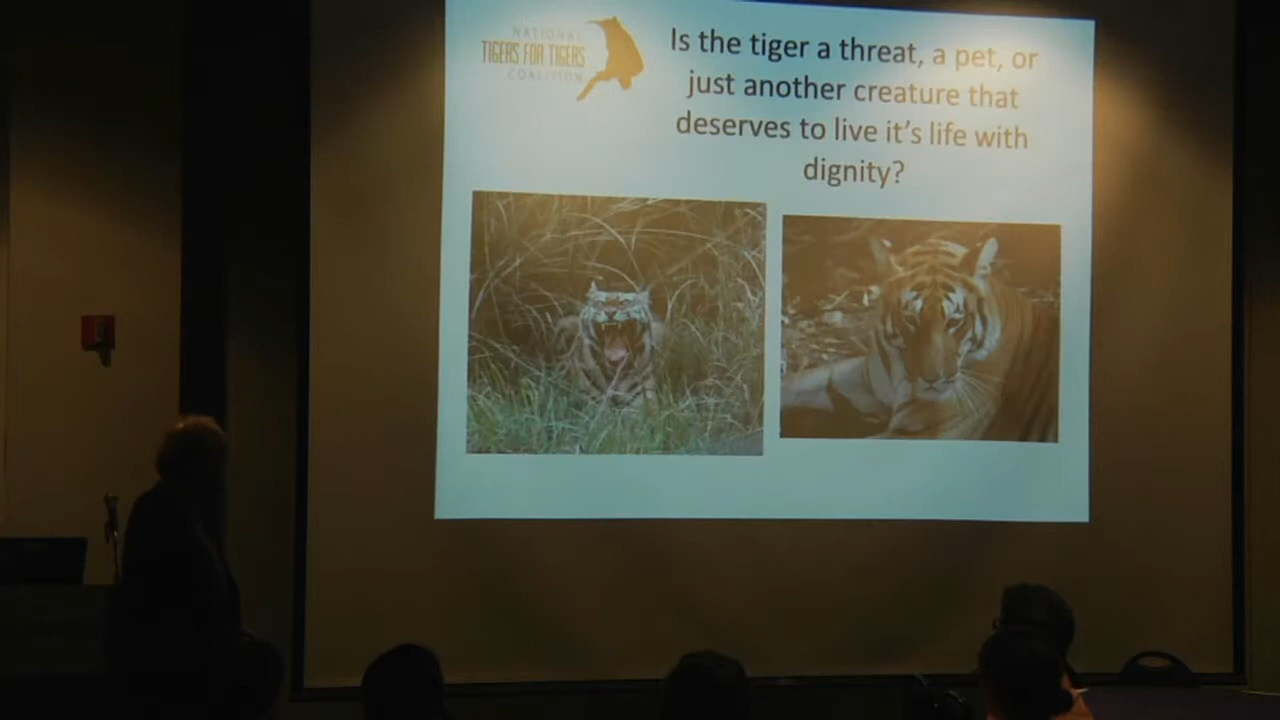 NATIONAL
TIGERS FOR TIGERS
COALITION
Is the tiger a threat, a pet, or
just another creature that
deserves to live it's life with
dignity?